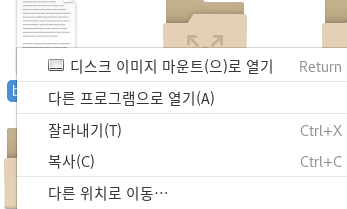 디스크 이미지 마운트(으)로 열기 Return
다른 프로그램으로 열기(A)
잘라내기(T) Ctrl+X
복사(C) Ctrl+C
다른 위치로 이동…